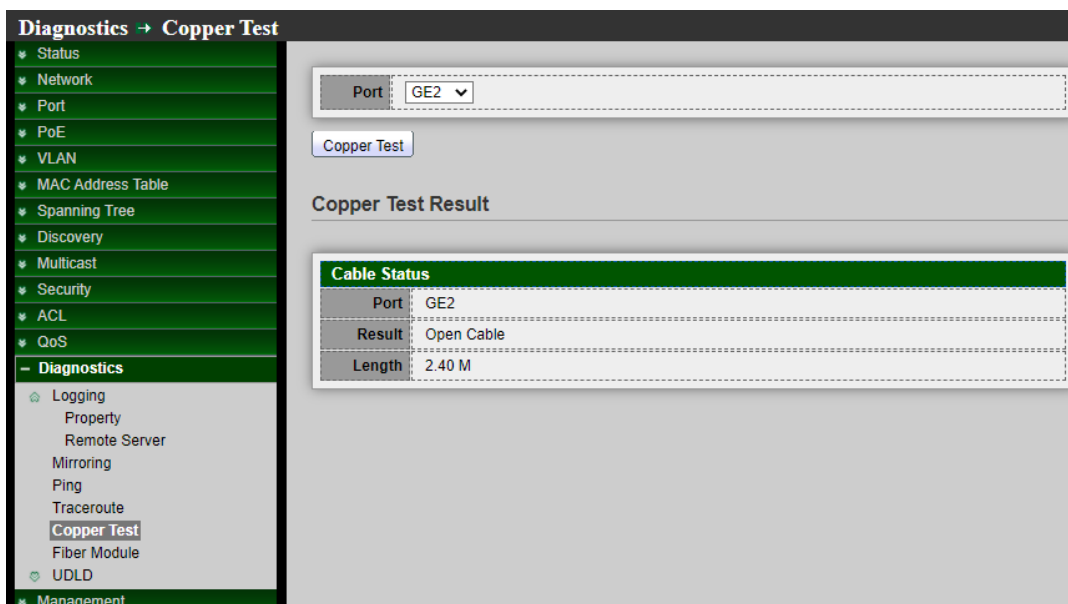 Diagnostics → Copper Test
Status
Network
Port
PoE
VLAN
MAC Address Table
Spanning Tree
Discovery
Multicast
Security
ACL
QoS
Diagnostics
Logging
Property
Remote Server
Mirroring
Ping
Traceroute
Copper Test
Fiber Module
UDLD
Management
Port GE2
Copper Test
Copper Test Result
Cable Status
Port GE2
Result Open Cable
Length 2.40 M